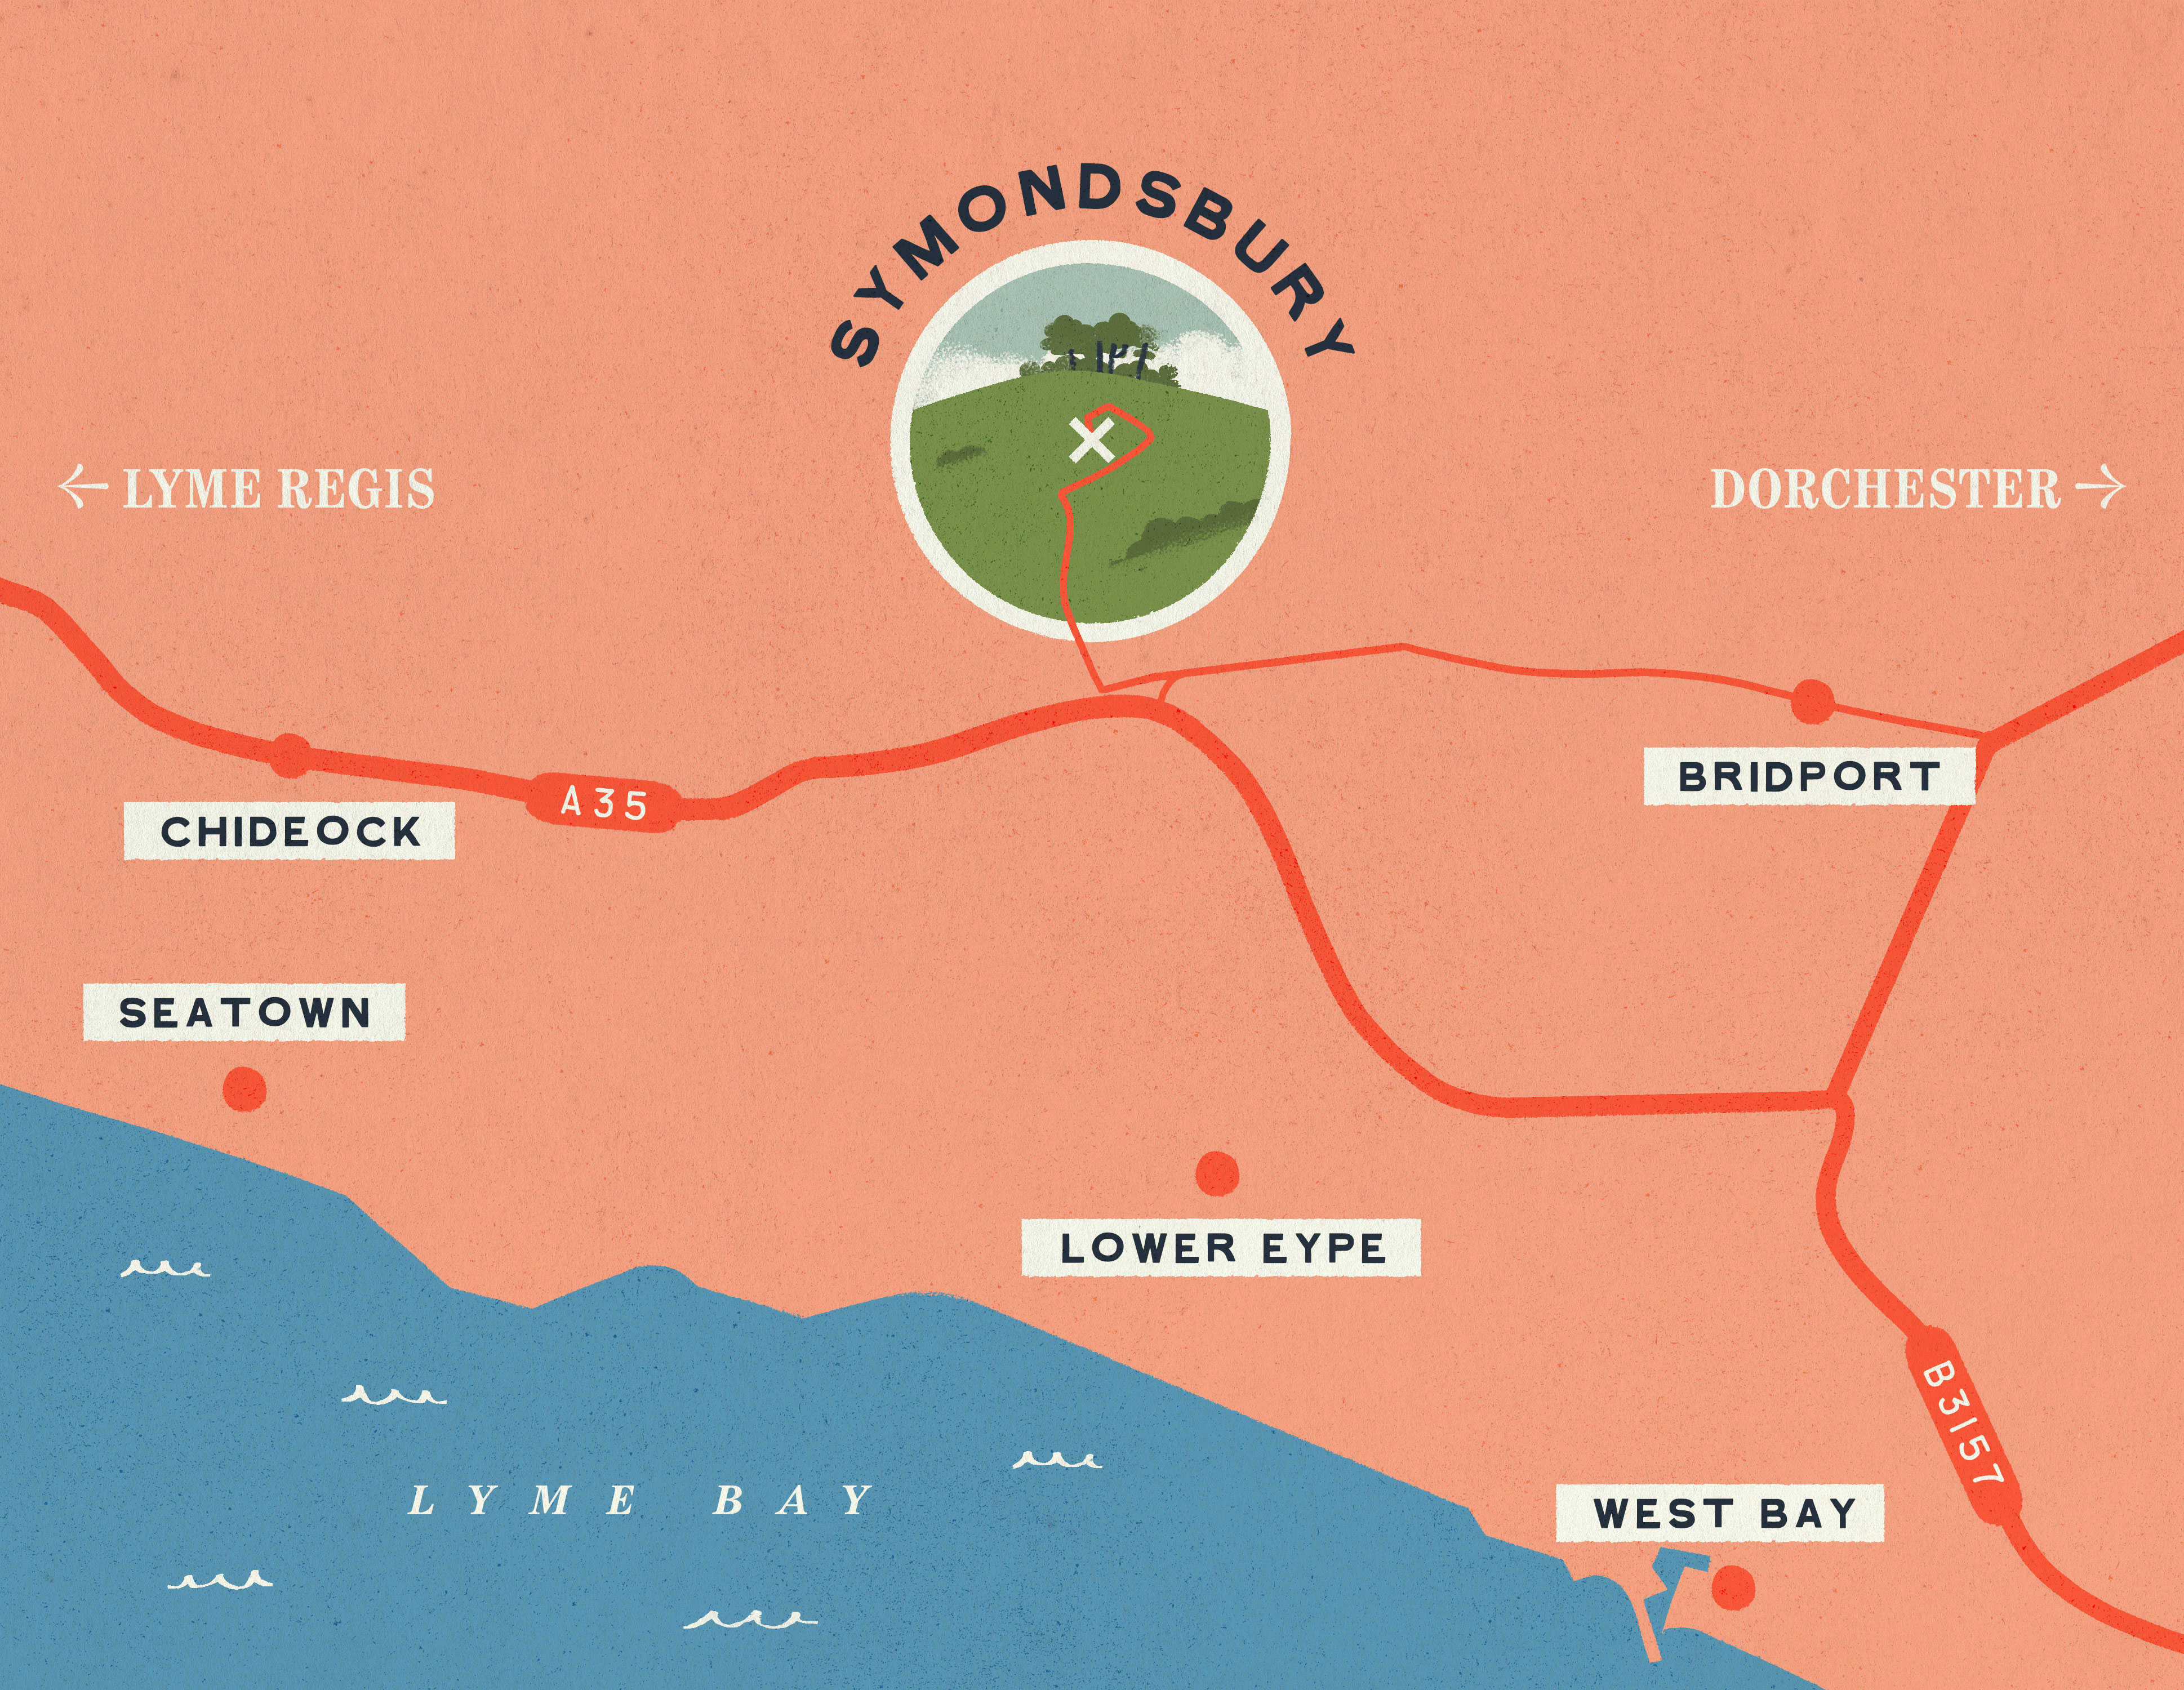 SYMONDSBURY
← LYME REGIS
DORCHESTER →
BRIDPORT
A35
CHIDEOCK
SEATOWN
LOWER EYPE
B3157
LYME BAY
WEST BAY